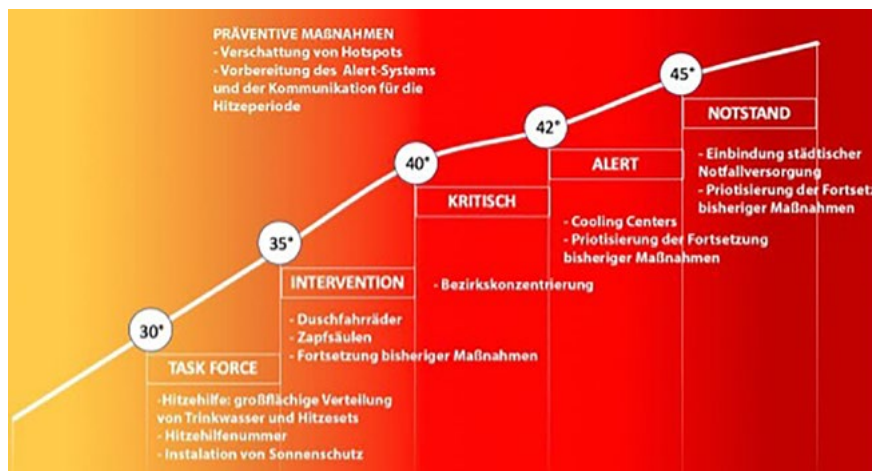 PRÄVENTIVE MAßNAHMEN
- Verschattung von Hotspots
- Vorbereitung des Alert-Systems
und der Kommunikation für die
Hitzeperiode
30°
TASK FORCE
-Hitzehilfe: großflächige Verteilung
von Trinkwasser und Hitzesets
- Hitzehilfenummer
- Instalation von Sonnenschutz
35°
INTERVENTION
- Duschfahrräder
- Zapfsäulen
- Fortsetzung bisheriger Maßnahmen
40°
KRITISCH
- Bezirkskonzentrierung
42°
ALERT
- Cooling Centers
- Priotisierung der Fortsetzung
bisheriger Maßnahmen
45°
NOTSTAND
- Einbindung städtischer
Notfallversorgung
- Priotisierung der Fortsetz
bisheriger Maßnahmen